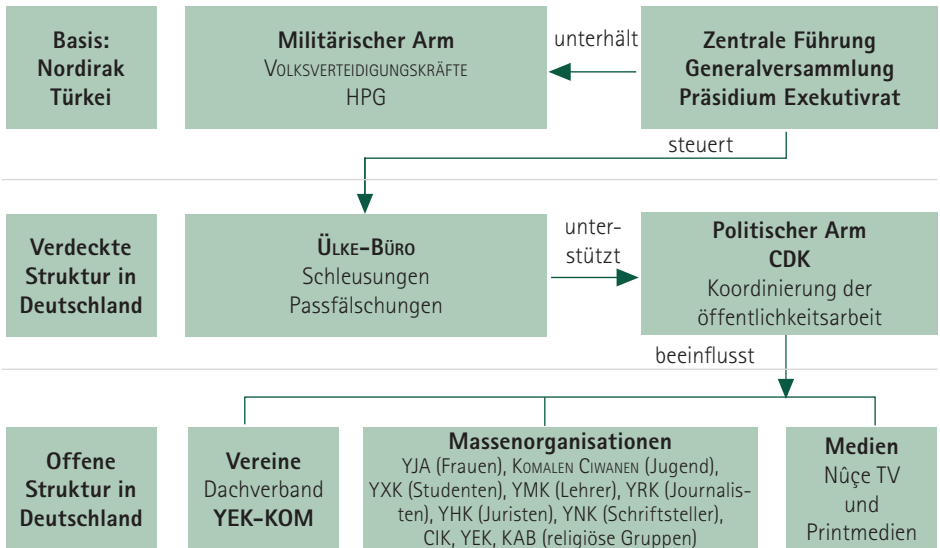 Basis:
Nordirak
Türkei
Militärischer Arm
Volksverteidigungskräfte
HPG
unterhält
Zentrale Führung
Generalversammlung
Präsidium Exekutivrat
steuert
Verdeckte
Struktur in
Deutschland
Ülke-Büro
Schleusungen
Passfälschungen
unter-
stützt
Politischer Arm
CDK
Koordinierung der
öffentlichkeitsarbeit
beeinflusst
Offene
Struktur in
Deutschland
Vereine
Dachverband
YEK-KOM
Massenorganisationen
YJA (Frauen), Komalen Ciwanen (Jugend),
YXK (Studenten), YMK (Lehrer), YRK (Journalis-
ten), YHK (Juristen), YNK (Schriftsteller),
CIK, YEK, KAB (religiöse Gruppen)
Medien
Nûçe TV
und
Printmedien